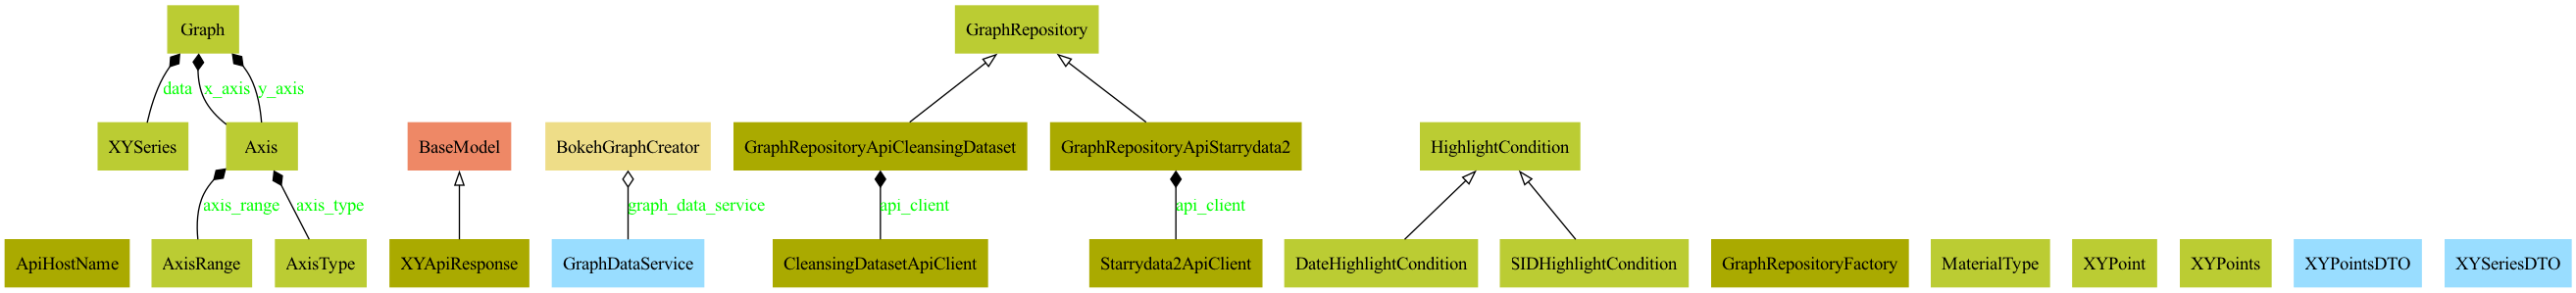 Graph
GraphRepository
data
x_axis
y_axis
XYSeries
Axis
BaseModel
BokehGraphCreator
GraphRepositoryApiCleansingDataset
GraphRepositoryApiStarrydata2
HighlightCondition
axis_range
axis_type
graph_data_service
api_client
api_client
ApiHostName
AxisRange
AxisType
XYApiResponse
GraphDataService
CleansingDatasetApiClient
Starrydata2ApiClient
DateHighlightCondition
SIDHighlightCondition
GraphRepositoryFactory
MaterialType
XYPoint
XYPoints
XYPointsDTO
XYSeriesDTO